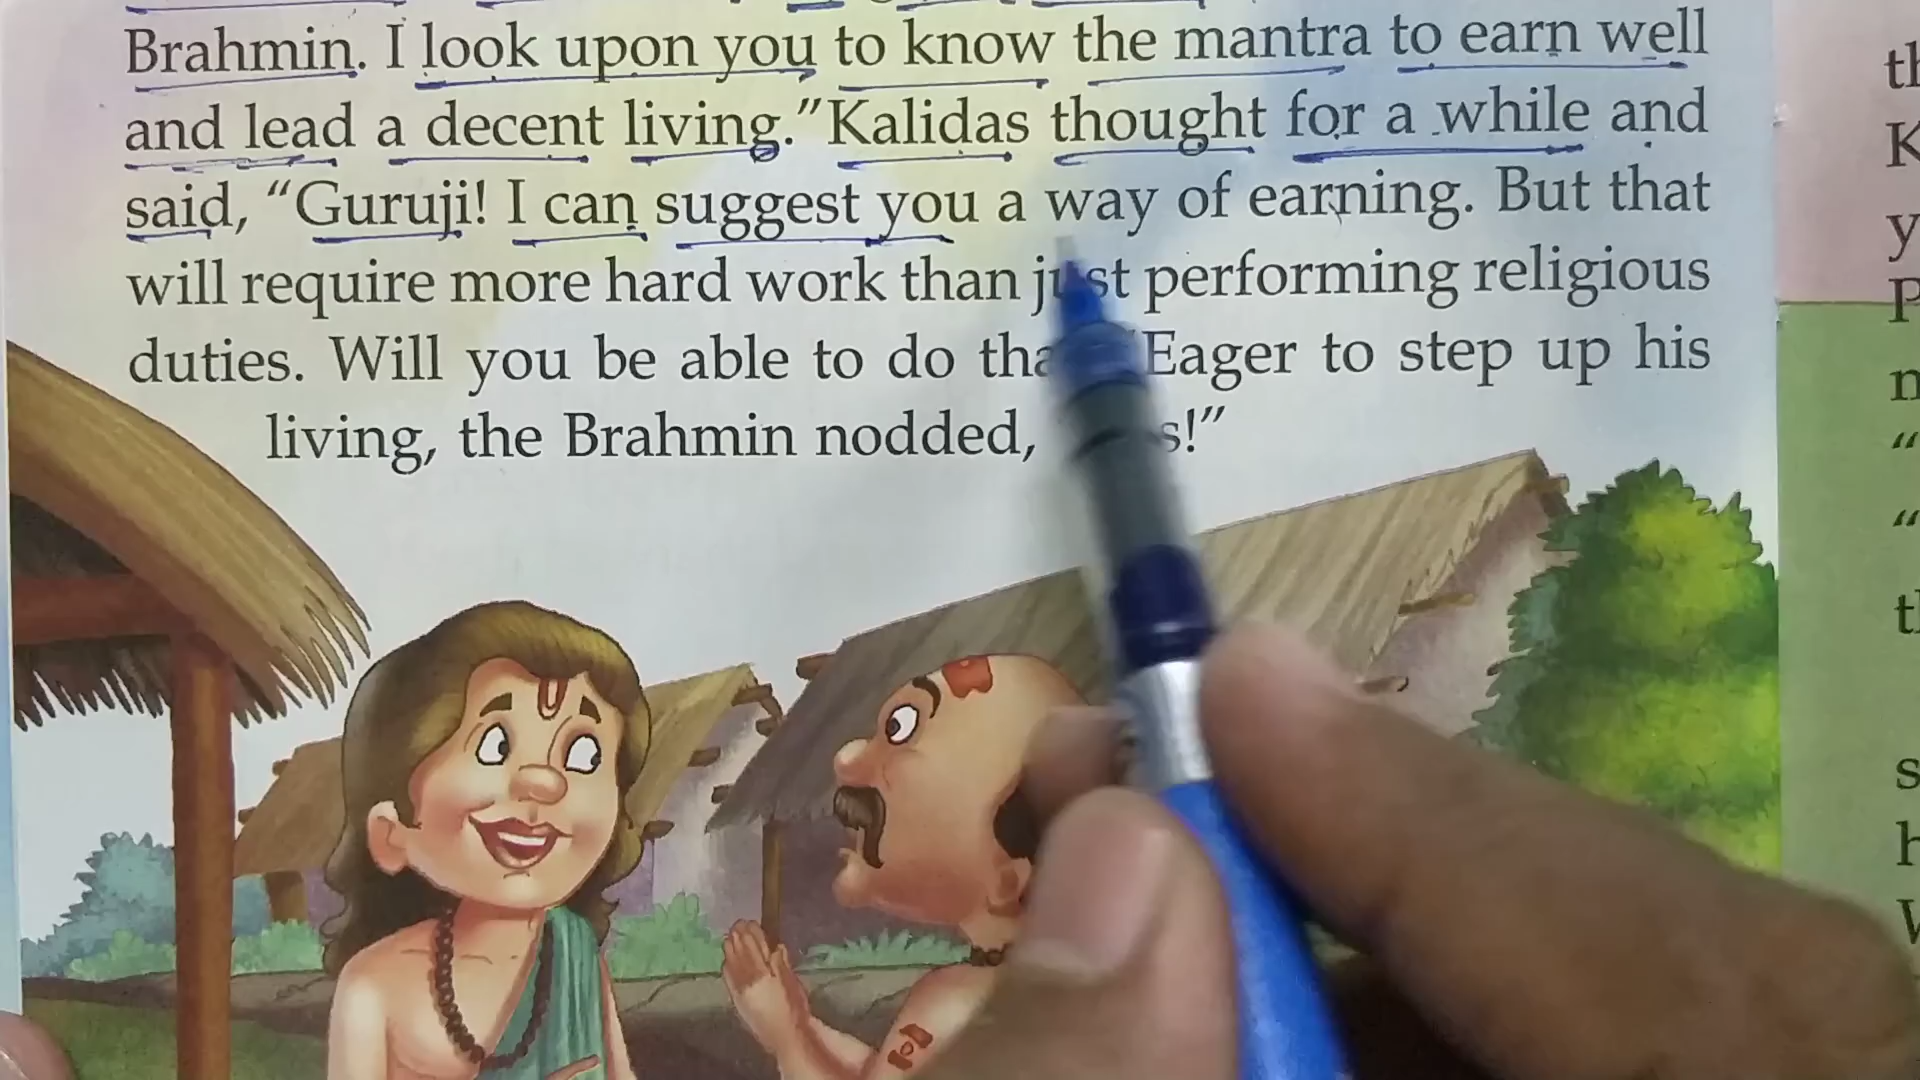 Brahmin. I look upon you to know the mantra to earn well
and lead a decent living."Kalidas thought for a while and
said, "Guruji! I can suggest you a way of earning. But that
will require more hard work than just performing religious
duties. Will you be able to do Eager to step up his
living, the Brahmin nodded,